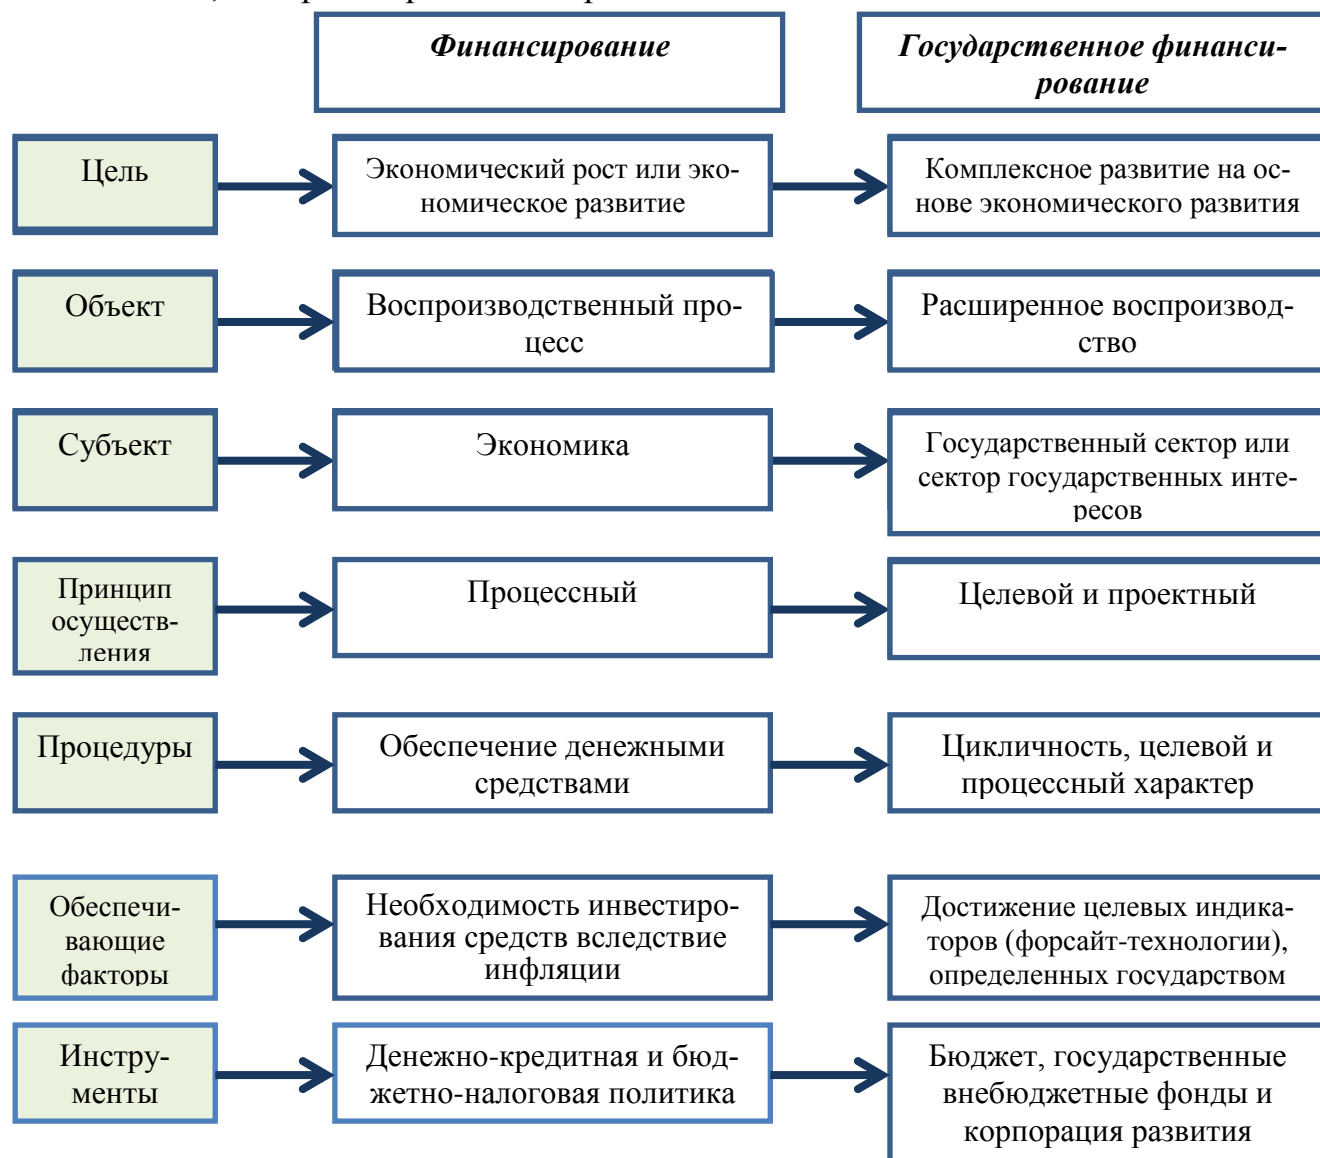 Финансирование
Государственное финанси-
рование
Цель
Экономический рост или эко-
номическое развитие
Комплексное развитие на ос-
нове экономического развития
Объект
Воспроизводственный про-
цесс
Расширенное воспроизвод-
ство
Субъект
Экономика
Государственный сектор или
сектор государственных инте-
ресов
Принцип
осуществ-
ления
Процессный
Целевой и проектный
Процедуры
Обеспечение денежными
средствами
Цикличность, целевой и
процессный характер
Обеспечи-
вающие
факторы
Необходимость инвестиро-
вания средств вследствие
инфляции
Достижение целевых индика-
торов (форсайт-технологии),
определенных государством
Инстру-
менты
Денежно-кредитная и бюд-
жетно-налоговая политика
Бюджет, государственные
внебюджетные фонды и
корпорация развития